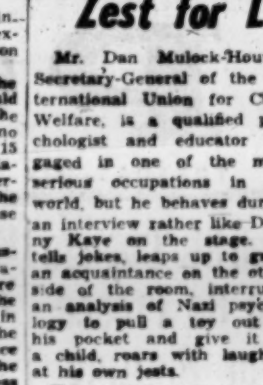 Zest for L
Mr. Dan Mulock-Hou
Secretary-General of the
ternational Union for C
Welfare, is a qualified p
chologist and educator
gaged in one of the m
serious occupations in
world, but he behaves dur
an interview rather like D
ny Kaye on the stage.
tells jokes, leaps up to g
an acquaintance on the ot
side of the room, interru
an analysis of Nazi psyc
logy to pull a toy out
his pocket and give it
a child, roars with laugh
at his own jests.